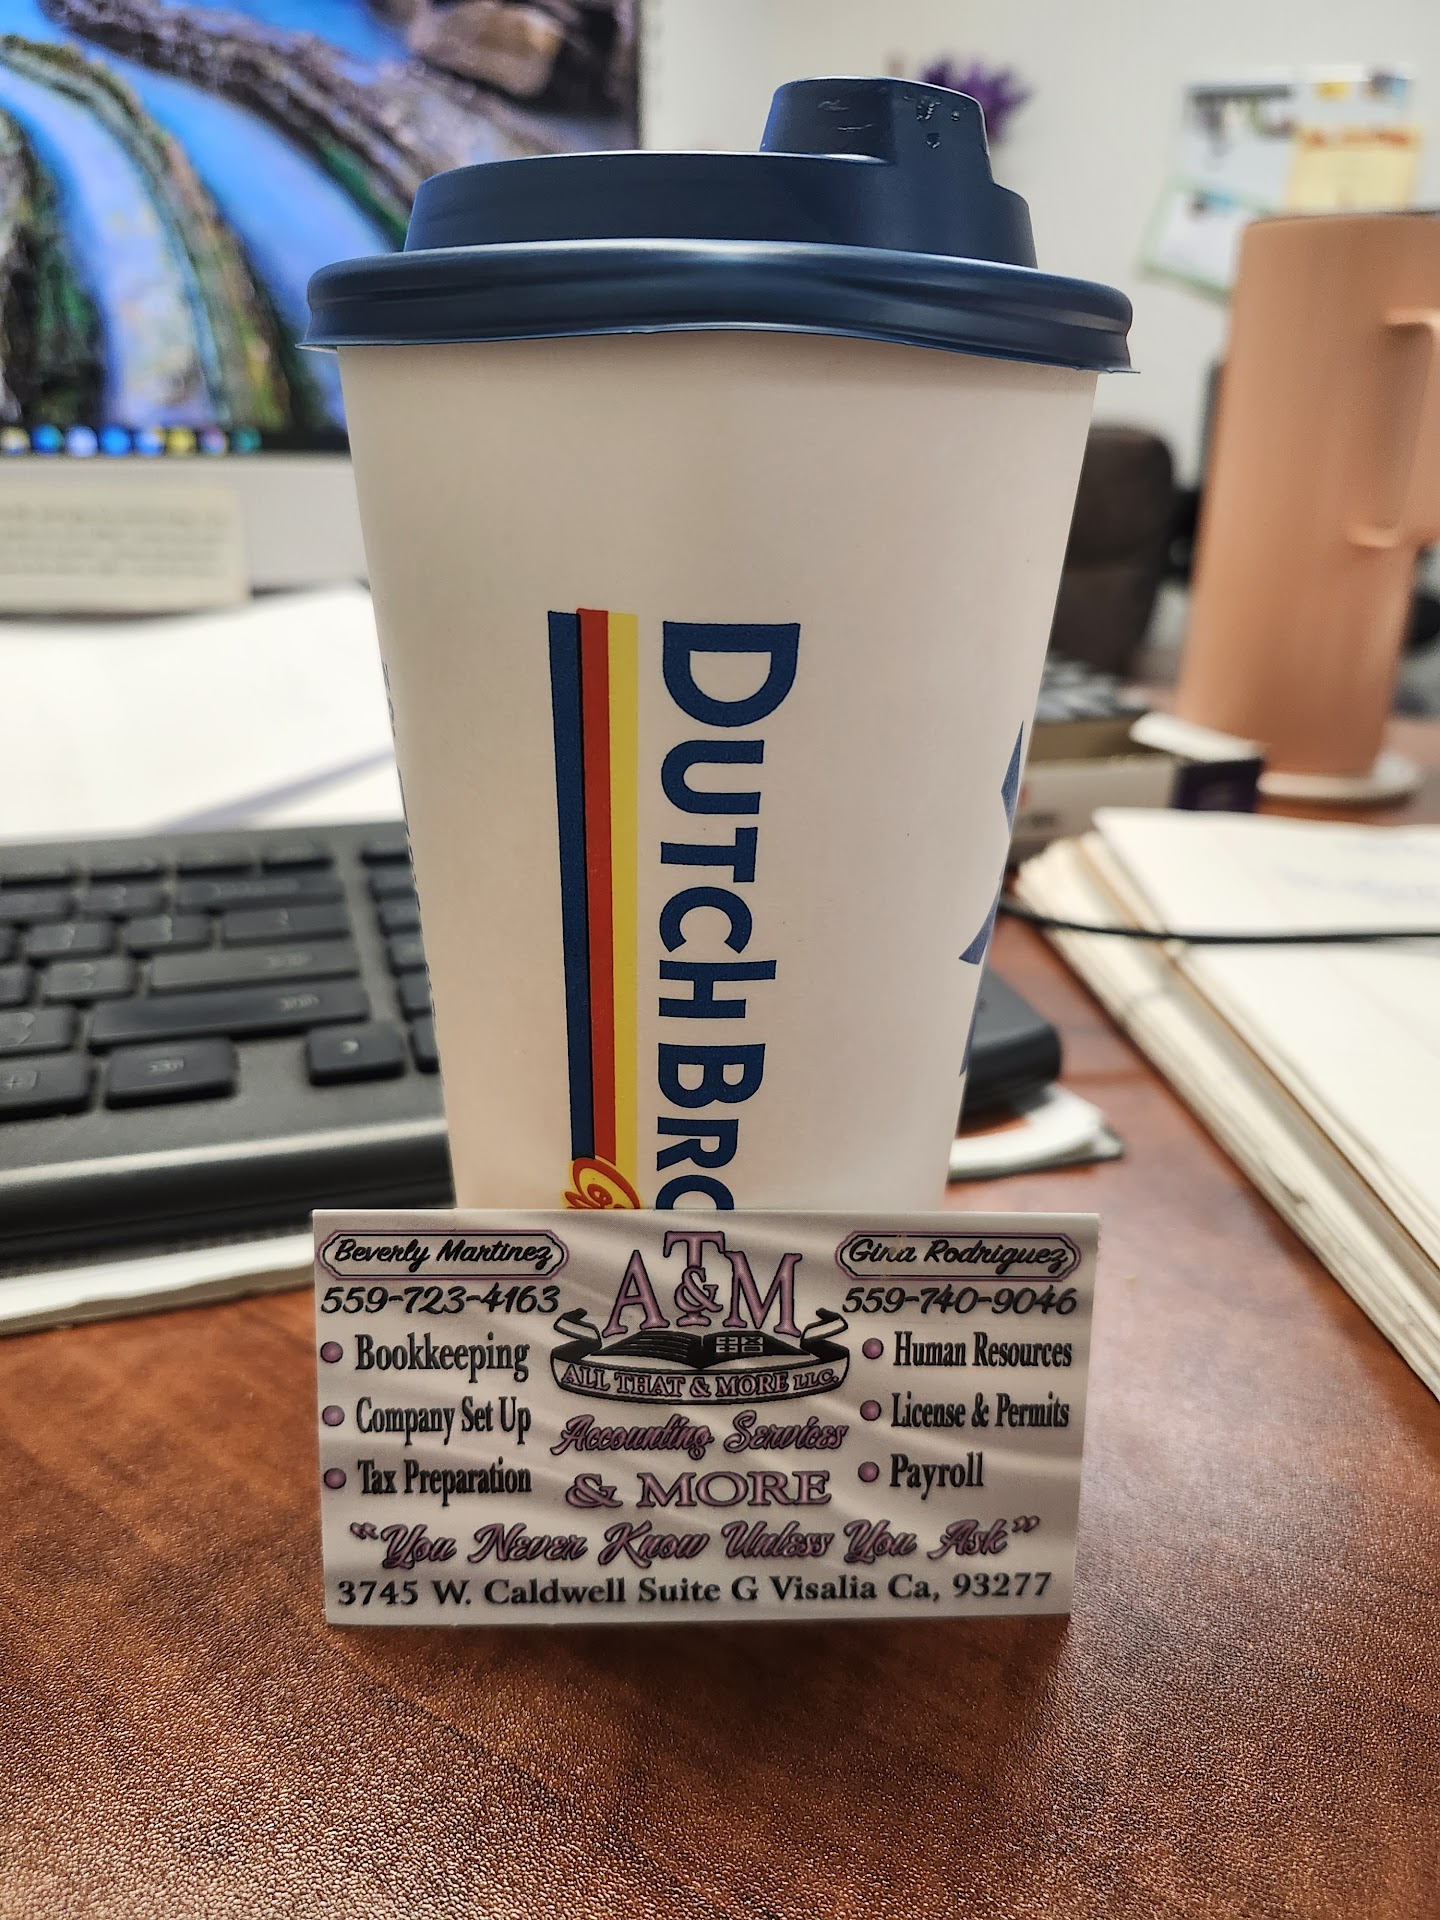 DUTCH BRO
Beverly Martinez
559-723-4163
Bookkeeping
Company Set Up
Tax Preparation
AT&M
ALL THAT & MORE LLC.
Accounting Services
& MORE
Gina Rodriguez
559-740-9046
Human Resources
License & Permits
Payroll
"You Never Know Unless You Ask"
3745 W. Caldwell Suite G Visalia Ca, 93277